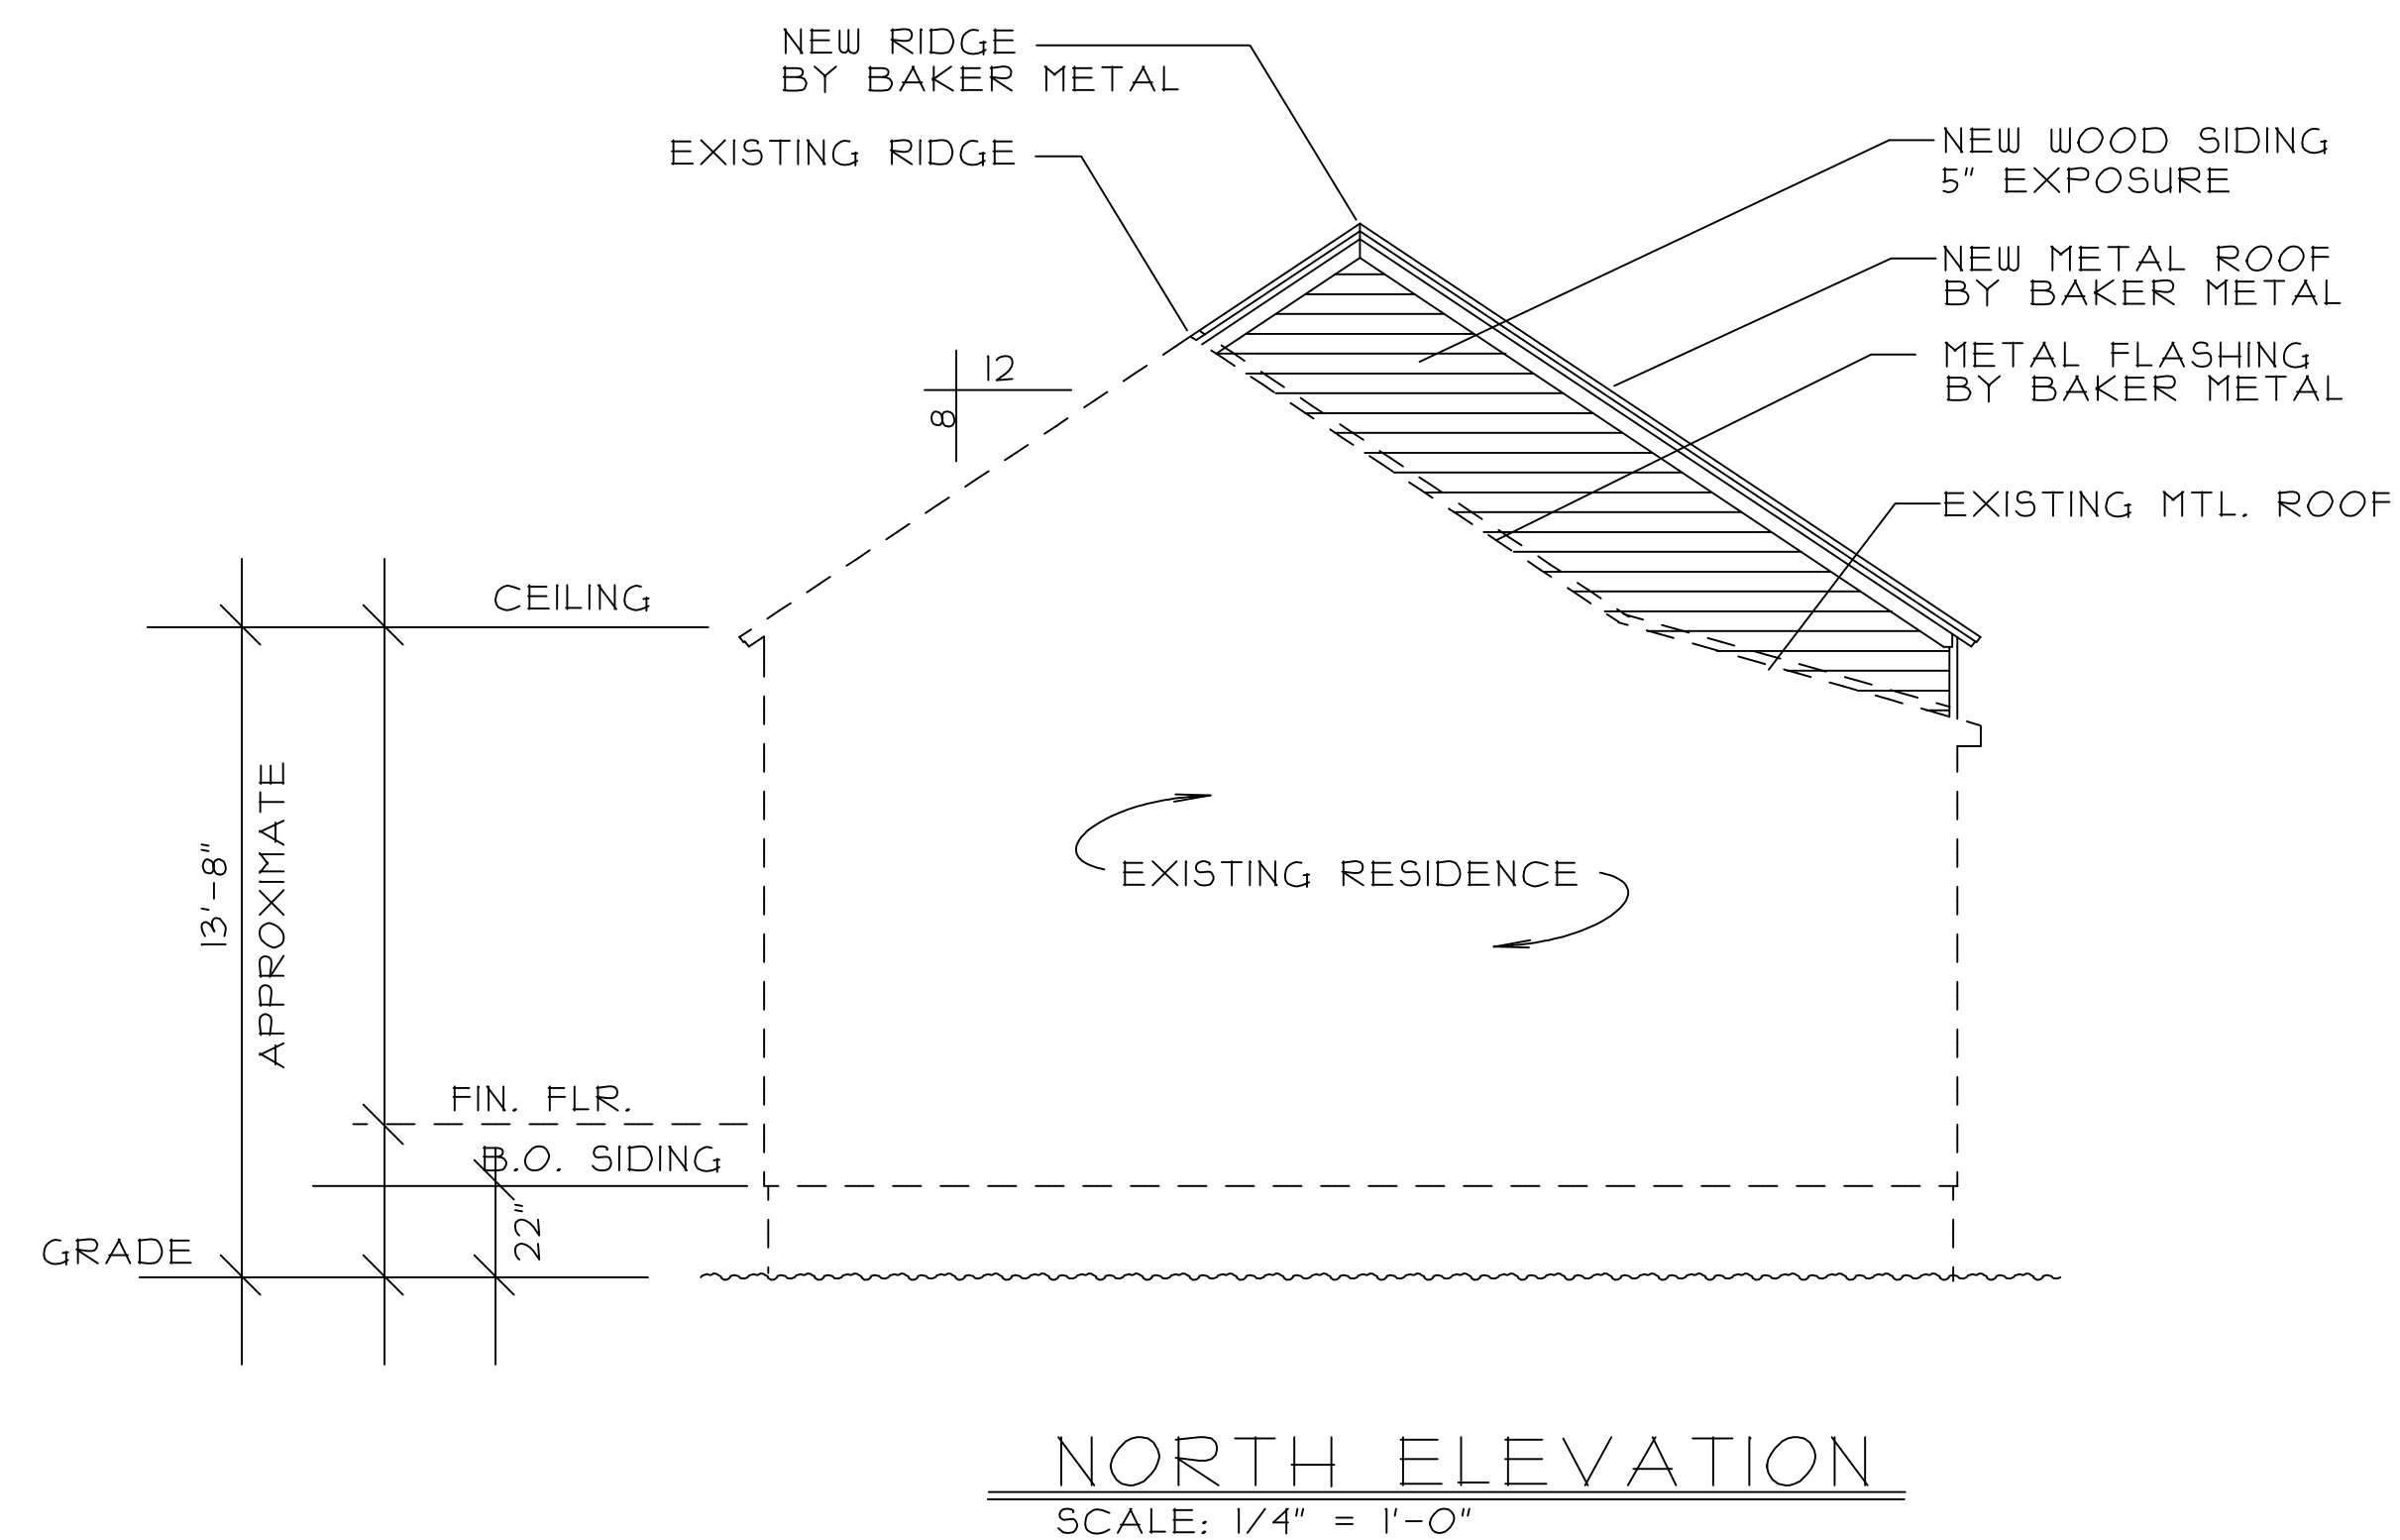 NEW RIDGE
BY BAKER METAL
EXISTING RIDGE
NEW WOOD SIDING
5" EXPOSURE
NEW METAL ROOF
BY BAKER METAL
METAL FLASHING
BY BAKER METAL
EXISTING MTL. ROOF
12
8
CEILING
13'-8"
APPROXIMATE
EXISTING RESIDENCE
FIN. FLR.
B.O. SIDING
22"
GRADE
NORTH ELEVATION
SCALE: 1/4" = 1'-0"